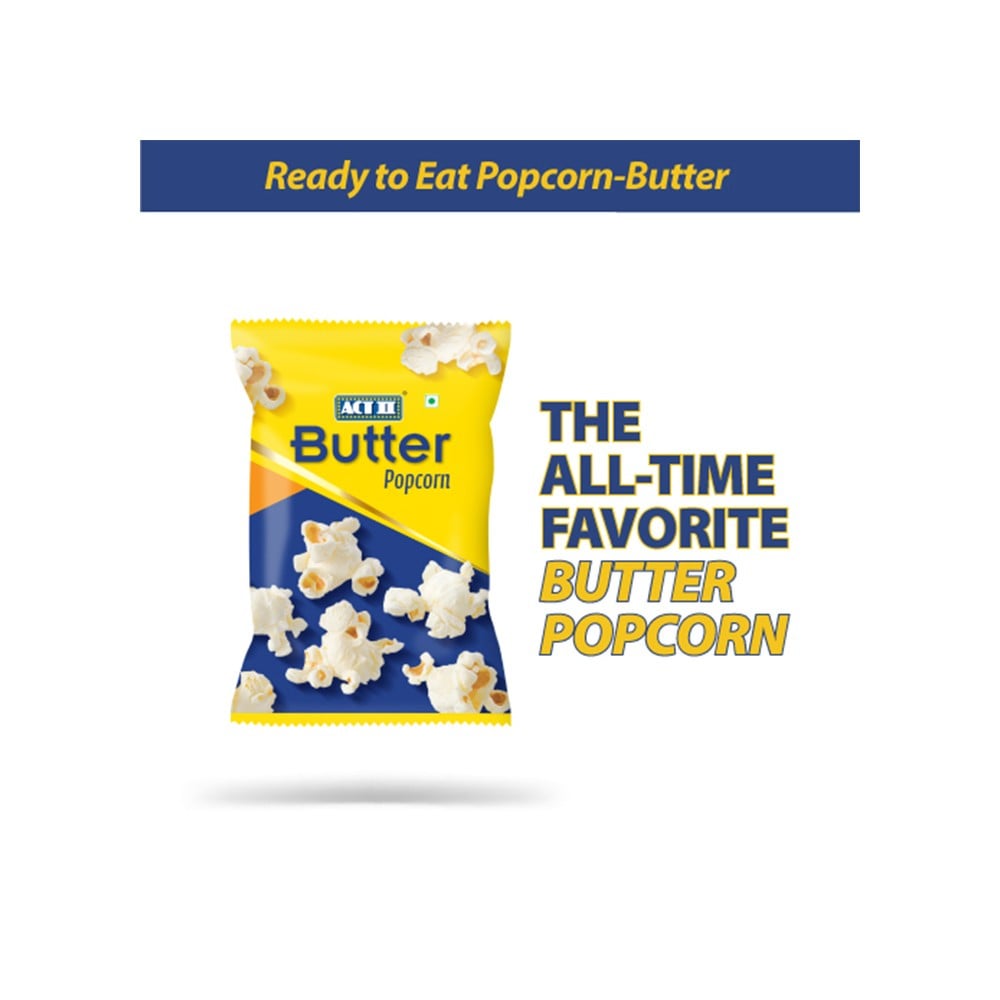 Ready to Eat Popcorn-Butter
ACT II
Butter
Popcorn
THE
ALL-TIME
FAVORITE
BUTTER
POPCORN